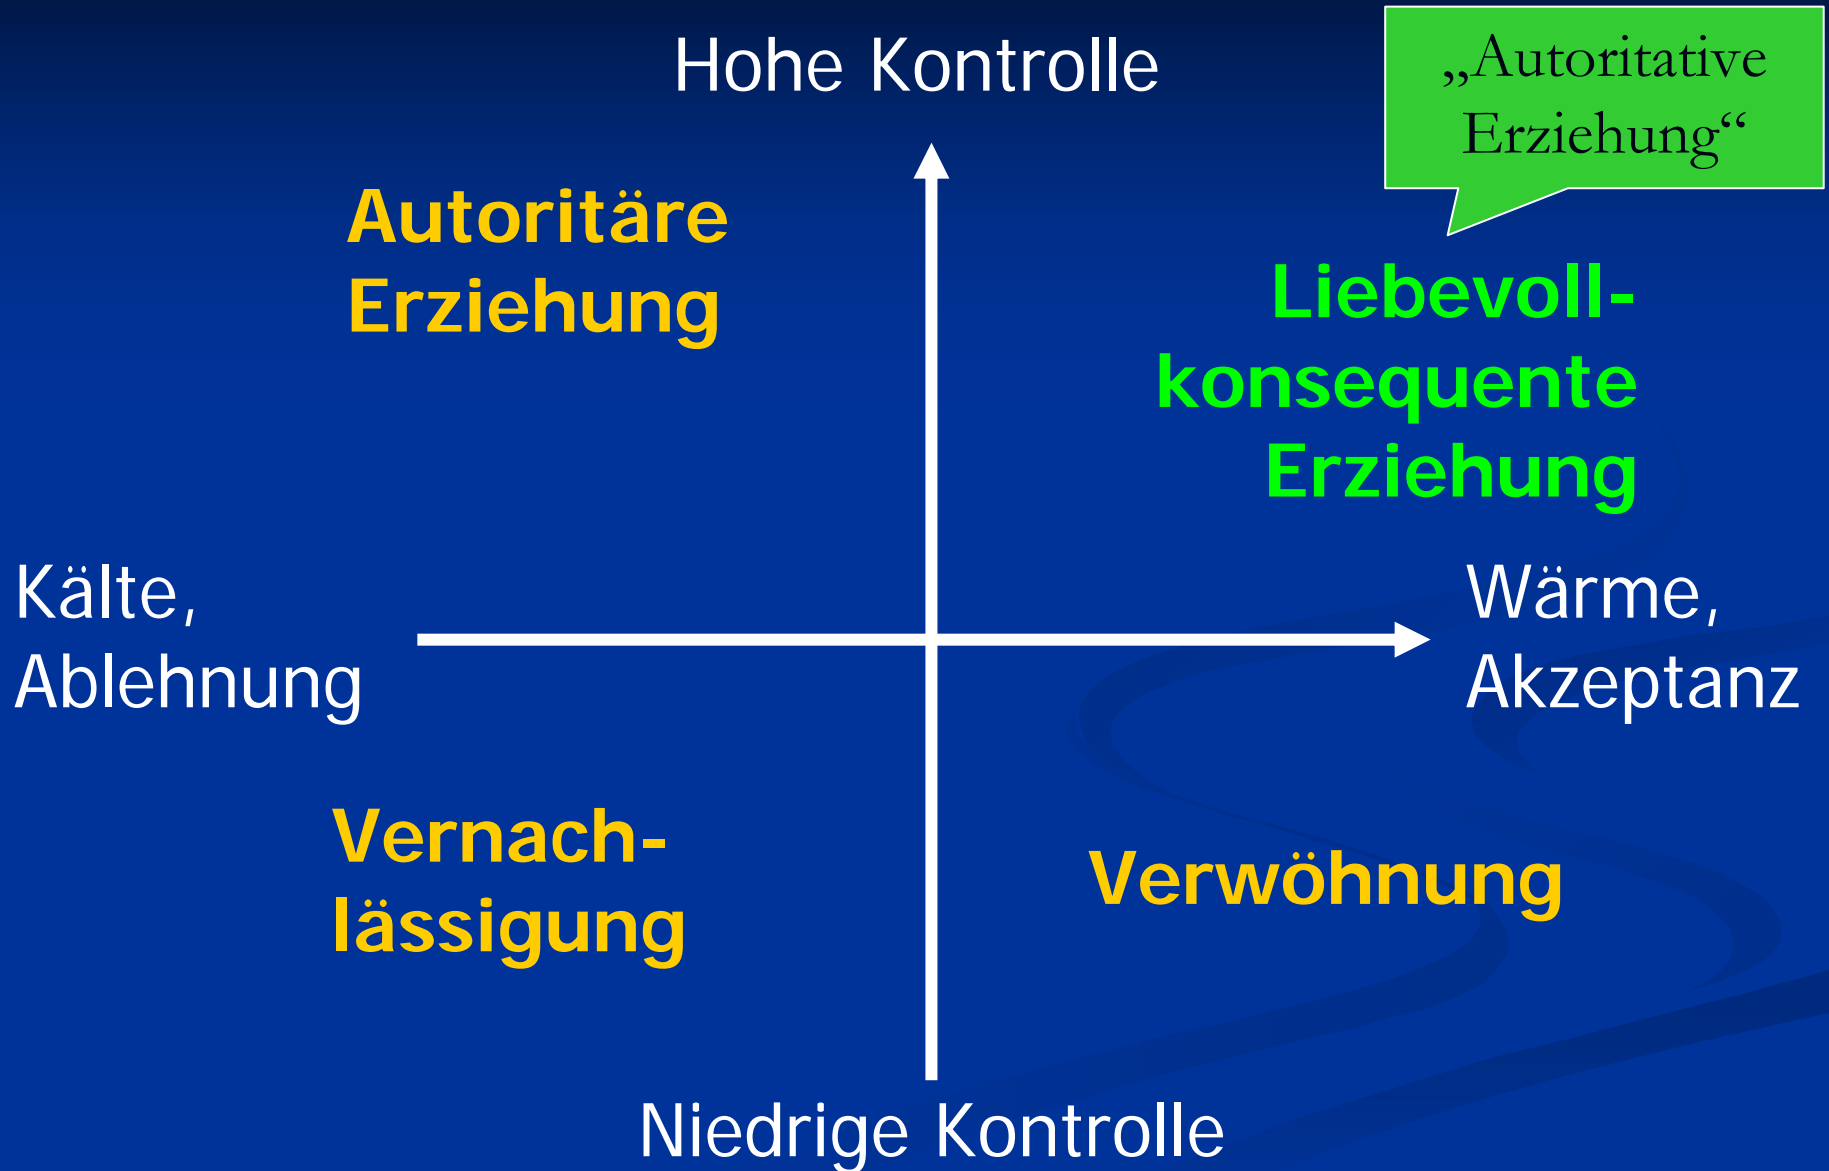 Hohe Kontrolle
„Autoritative
Erziehung“
Autoritäre
Erziehung
Liebevoll-
konsequente
Erziehung
Kälte,
Ablehnung
Wärme,
Akzeptanz
Vernach-
lässigung
Verwöhnung
Niedrige Kontrolle